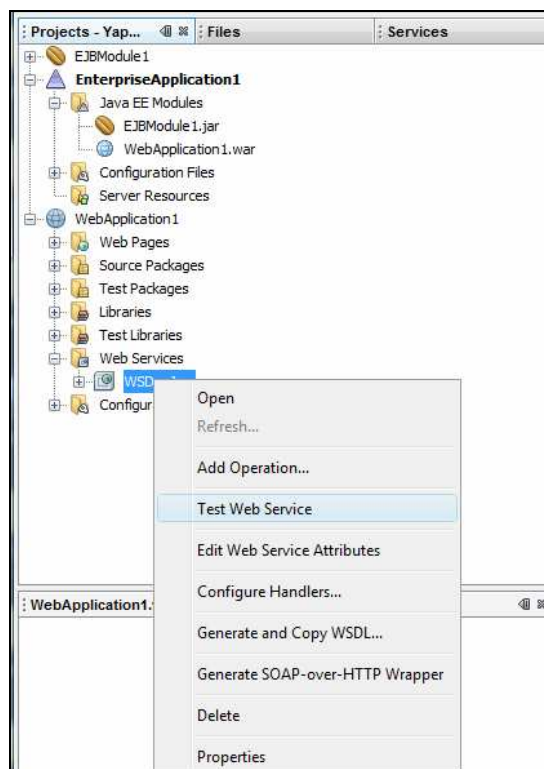 Projects - Yap... Files Services
EJBModule1
EnterpriseApplication1
Java EE Modules
EJBModule1.jar
WebApplication1.war
Configuration Files
Server Resources
WebApplication1
Web Pages
Source Packages
Test Packages
Libraries
Test Libraries
Web Services
Open
Refresh...
Add Operation...
Test Web Service
Edit Web Service Attributes
Configure Handlers...
Generate and Copy WSDL...
Generate SOAP-over-HTTP Wrapper
Delete
Properties